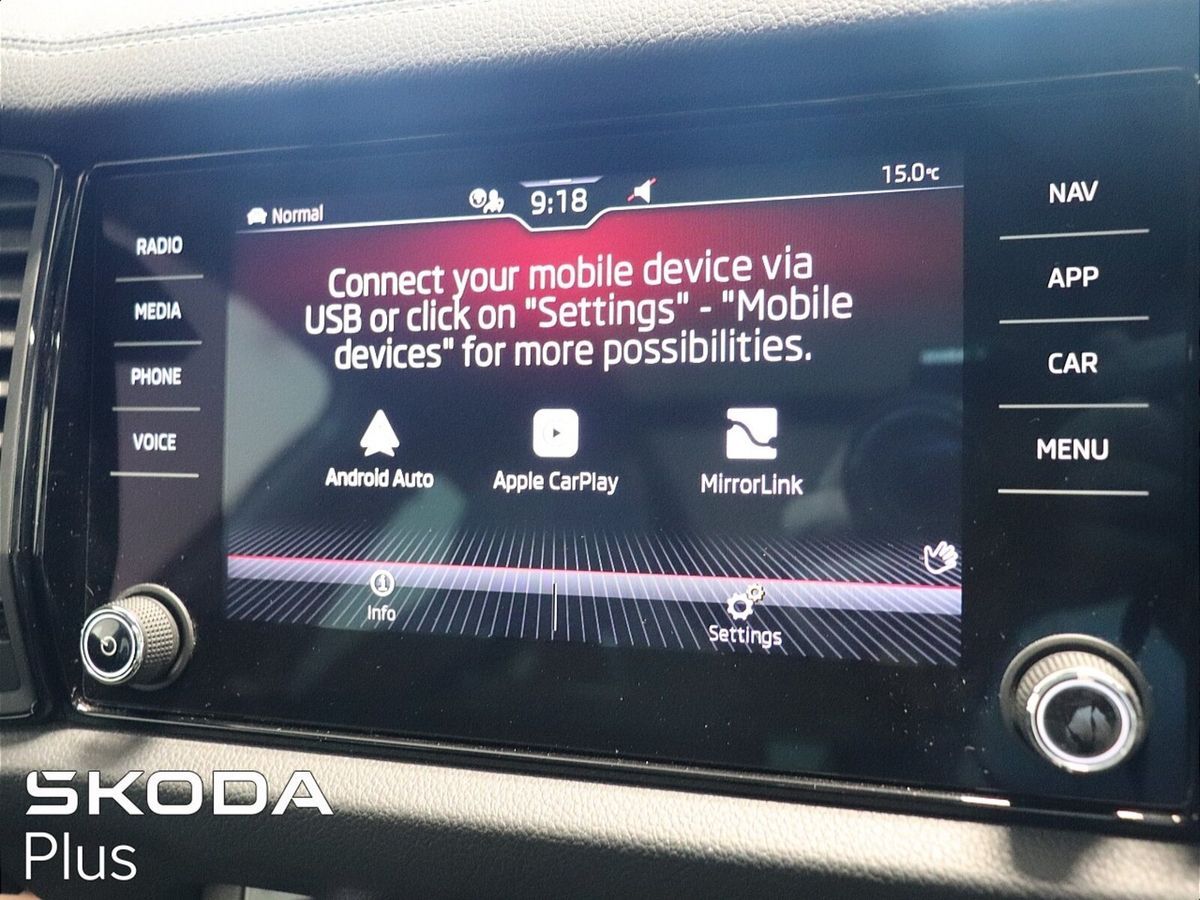 Normal
9:18
15.0°C
RADIO
MEDIA
PHONE
VOICE
Connect your mobile device via
USB or click on "Settings" - "Mobile
devices" for more possibilities.
Android Auto
Apple CarPlay
MirrorLink
Info
Settings
NAV
APP
CAR
MENU
ŠKODA
Plus